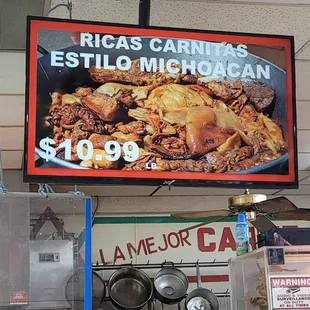 RICAS CARNITAS
ESTILO MICHOACAN
$10.99
LB
LA MEJOR CA
WARNING